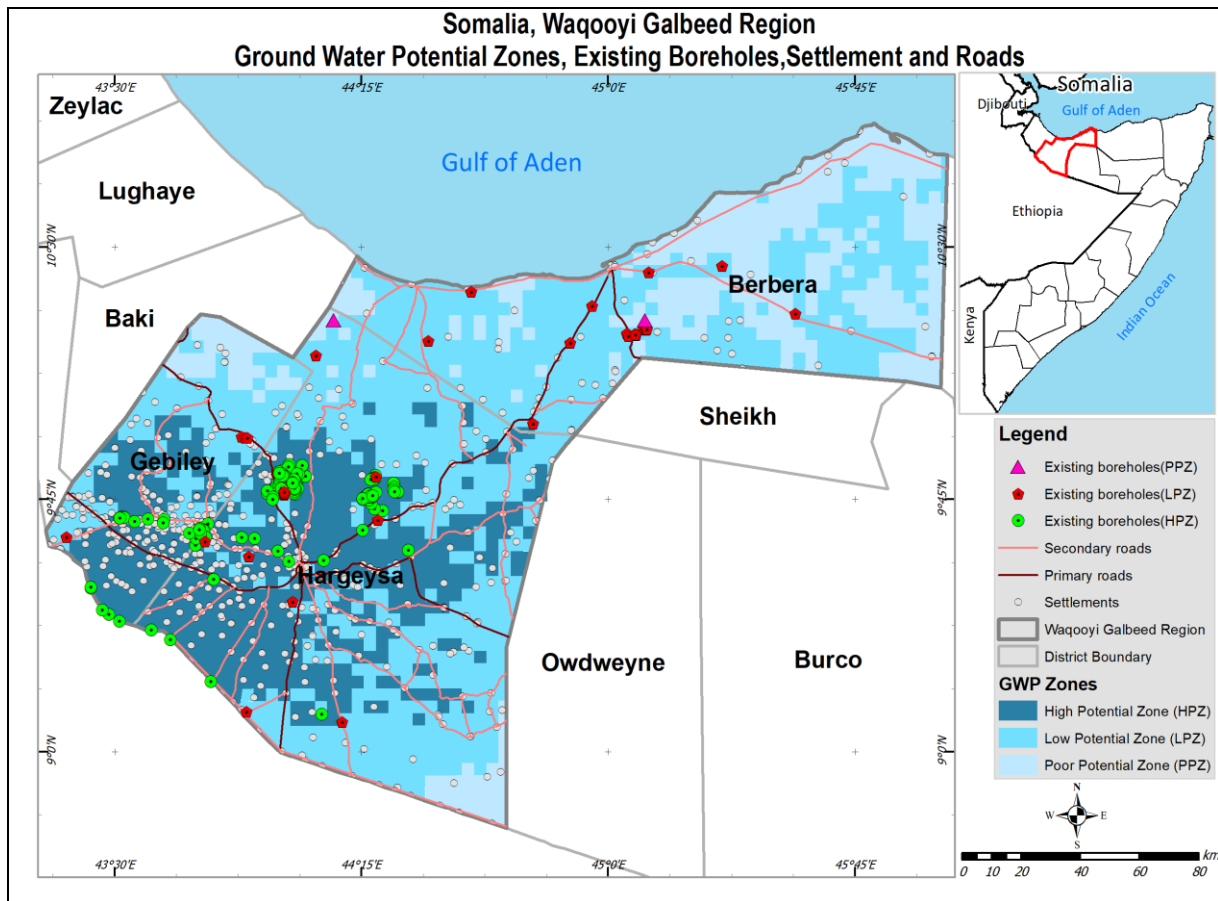 Somalia, Waqooyi Galbeed Region
Ground Water Potential Zones, Existing Boreholes,Settlement and Roads
43°30'E
44°15'E
45°0'E
45°45'E
Zeylac
Lughaye
Baki
Gulf of Aden
Berbera
Sheikh
Gebiley
Hargeysa
Owdweyne
Burco
10°30'N
9°45'N
9°0'N
10°30'N
9°45'N
9°0'N
43°30'E
44°15'E
45°0'E
45°45'E
Somalia
Djibouti
Gulf of Aden
Ethiopia
Kenya
Indian Ocean
Legend
Existing boreholes(PPZ)
Existing boreholes(LPZ)
Existing boreholes(HPZ)
Secondary roads
Primary roads
Settlements
Waqooyi Galbeed Region
District Boundary
GWP Zones
High Potential Zone (HPZ)
Low Potential Zone (LPZ)
Poor Potential Zone (PPZ)
N
W E
S
km
0 10 20 40 60 80